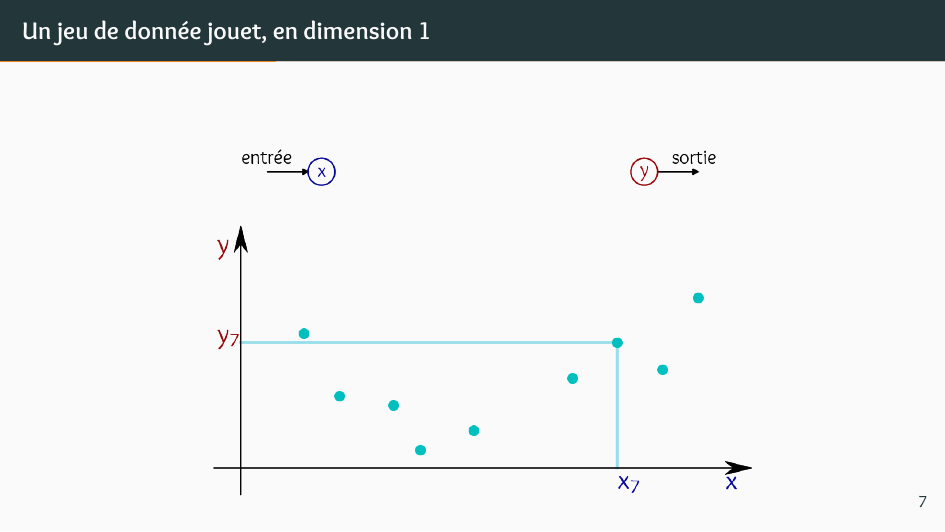 Un jeu de donnée jouet, en dimension 1
entrée
x
y
sortie
y
y₇
x₇
x
7